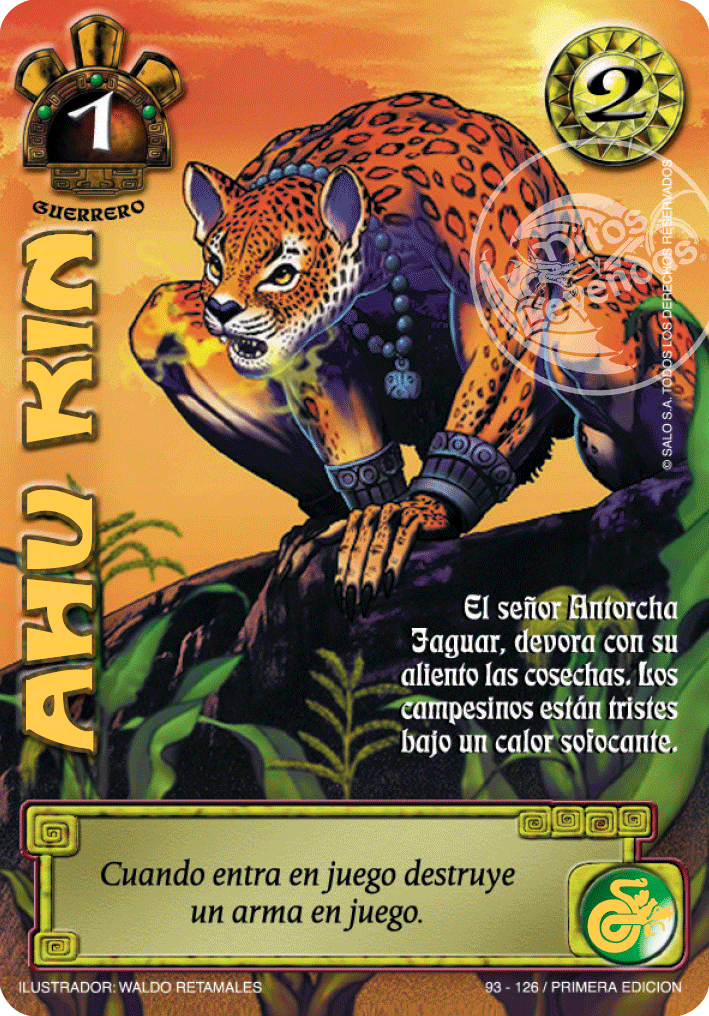 1
2
GUERRERO
AHU KIN
mitos
y
leyendas®
© SALO S.A. TODOS LOS DERECHOS RESERVADOS
El señor Antorcha
Jaguar, devora con su
aliento las cosechas. Los
campesinos están tristes
bajo un calor sofocante.
Cuando entra en juego destruye
un arma en juego.
ILUSTRADOR: WALDO RETAMALES
93 - 126 / PRIMERA EDICION